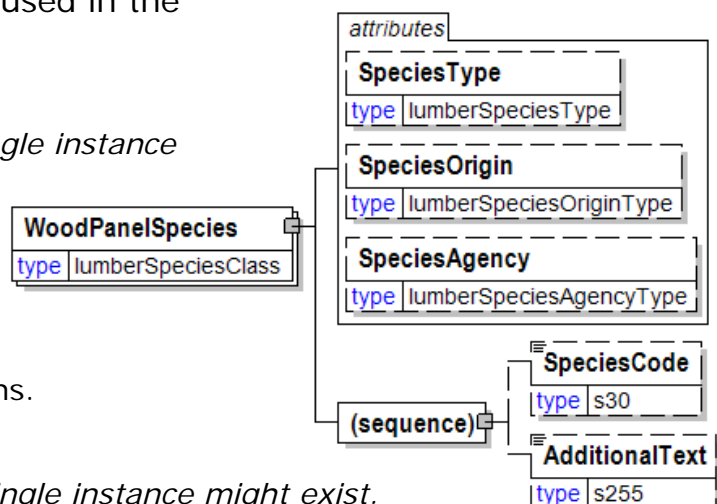 used in the
gle instance
ns.
ingle instance might exist.
WoodPanelSpecies
type lumberSpeciesClass
attributes
SpeciesType
type lumberSpeciesType
SpeciesOrigin
type lumberSpeciesOriginType
SpeciesAgency
type lumberSpeciesAgencyType
(sequence)
SpeciesCode
type s30
AdditionalText
type s255